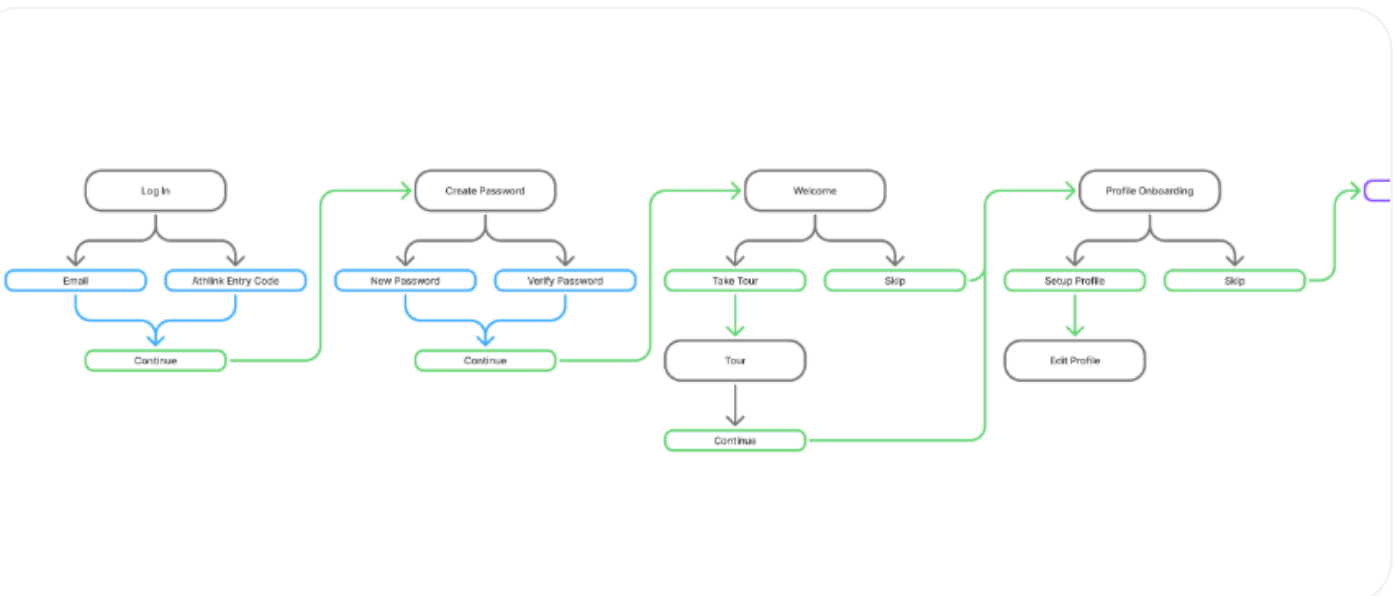 Log In
Create Password
Welcome
Profile Onboarding
Email
Athlink Entry Code
New Password
Verify Password
Take Tour
Skip
Setup Profile
Skip
Continue
Continue
Tour
Edit Profile
Continue